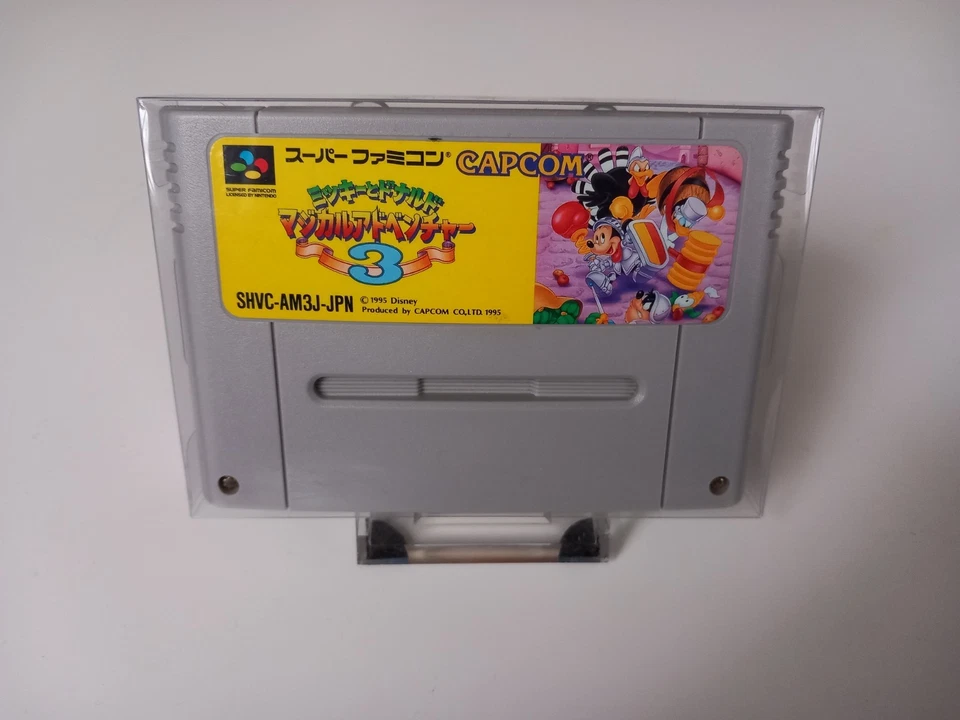 スーパーファミコン® CAPCOM
SUPER FAMICOM
LICENSED BY NINTENDO
ミッキーとドナルド
マジカルアドベンチャー
3
SHVC-AM3J-JPN
© 1995 Disney
Produced by CAPCOM CO.,LTD. 1995